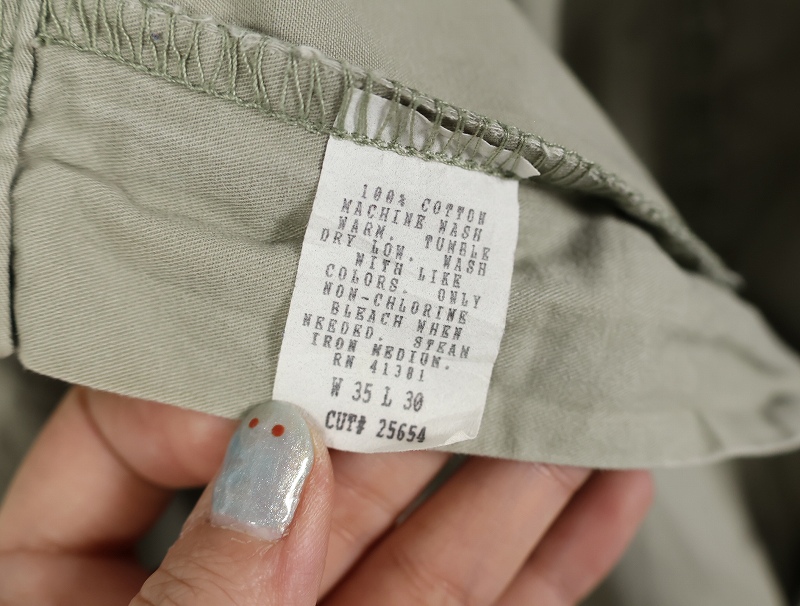 100% COTTON
MACHINE WASH
WARM. TUMBLE
DRY LOW. WASH
WITH LIKE
COLORS. ONLY
NON-CHLORINE
BLEACH WHEN
NEEDED. STEAM
IRON MEDIUM.
RN 41381
W 35 L 30
CUT# 25654